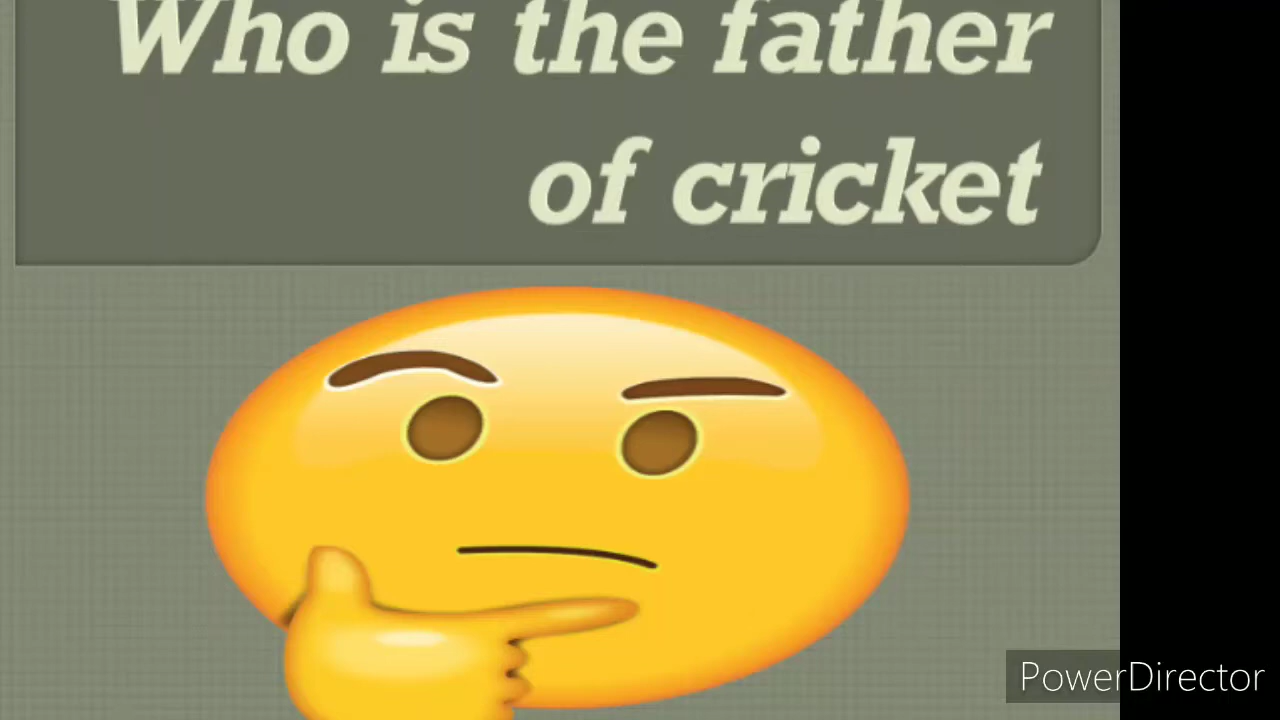 Who is the father
of cricket
PowerDirector